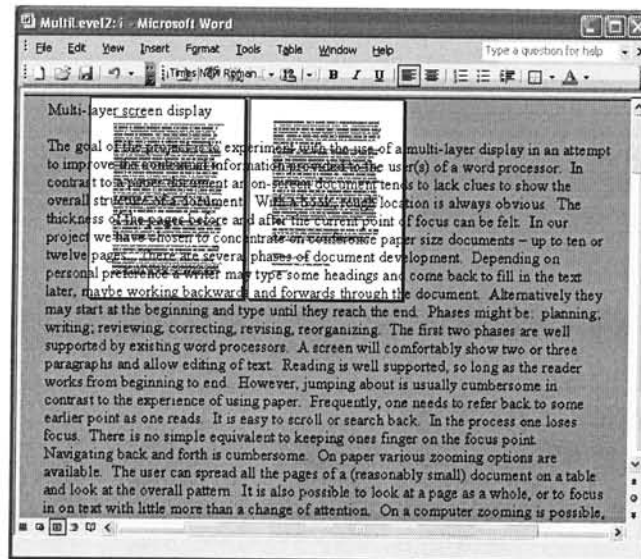 MultiLevel2:i - Microsoft Word
File Edit View Insert Format Tools Table Window Help Type a question for help
Times New Roman 12 B I U A
Multi-layer screen display
The goal of the project is to experiment with the use of a multi-layer display in an attempt
to improve the contextual information provided to the user(s) of a word processor. In
contrast to a paper document an on-screen document tends to lack clues to show the
overall structure of a document. With a book, rough location is always obvious. The
thickness of the pages before and after the current point of focus can be felt. In our
project we have chosen to concentrate on conference paper size documents – up to ten or
twelve pages. There are several phases of document development. Depending on
personal preference a writer may type some headings and come back to fill in the text
later, maybe working backwards and forwards through the document. Alternatively they
may start at the beginning and type until they reach the end. Phases might be: planning;
writing; reviewing, correcting, revising, reorganizing. The first two phases are well
supported by existing word processors. A screen will comfortably show two or three
paragraphs and allow editing of text. Reading is well supported, so long as the reader
works from beginning to end. However, jumping about is usually cumbersome in
contrast to the experience of using paper. Frequently, one needs to refer back to some
earlier point as one reads. It is easy to scroll or search back. In the process one loses
focus. There is no simple equivalent to keeping ones finger on the focus point.
Navigating back and forth is cumbersome. On paper various zooming options are
available. The user can spread all the pages of a (reasonably small) document on a table
and look at the overall pattern. It is also possible to look at a page as a whole, or to focus
in on text with little more than a change of attention. On a computer zooming is possible,